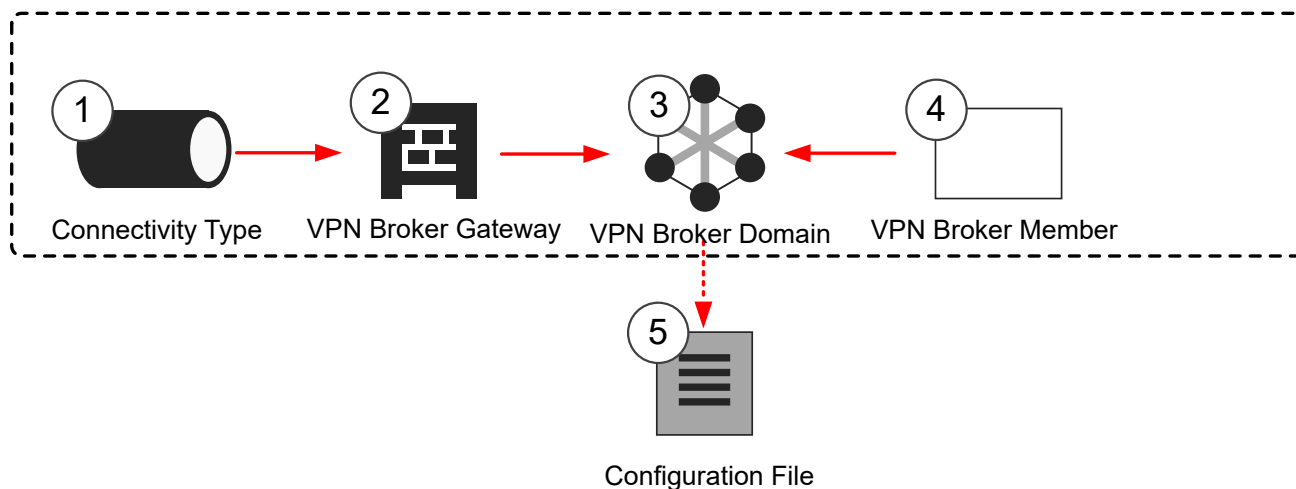 1
2
3
4
Connectivity Type
VPN Broker Gateway
VPN Broker Domain
VPN Broker Member
5
Configuration File